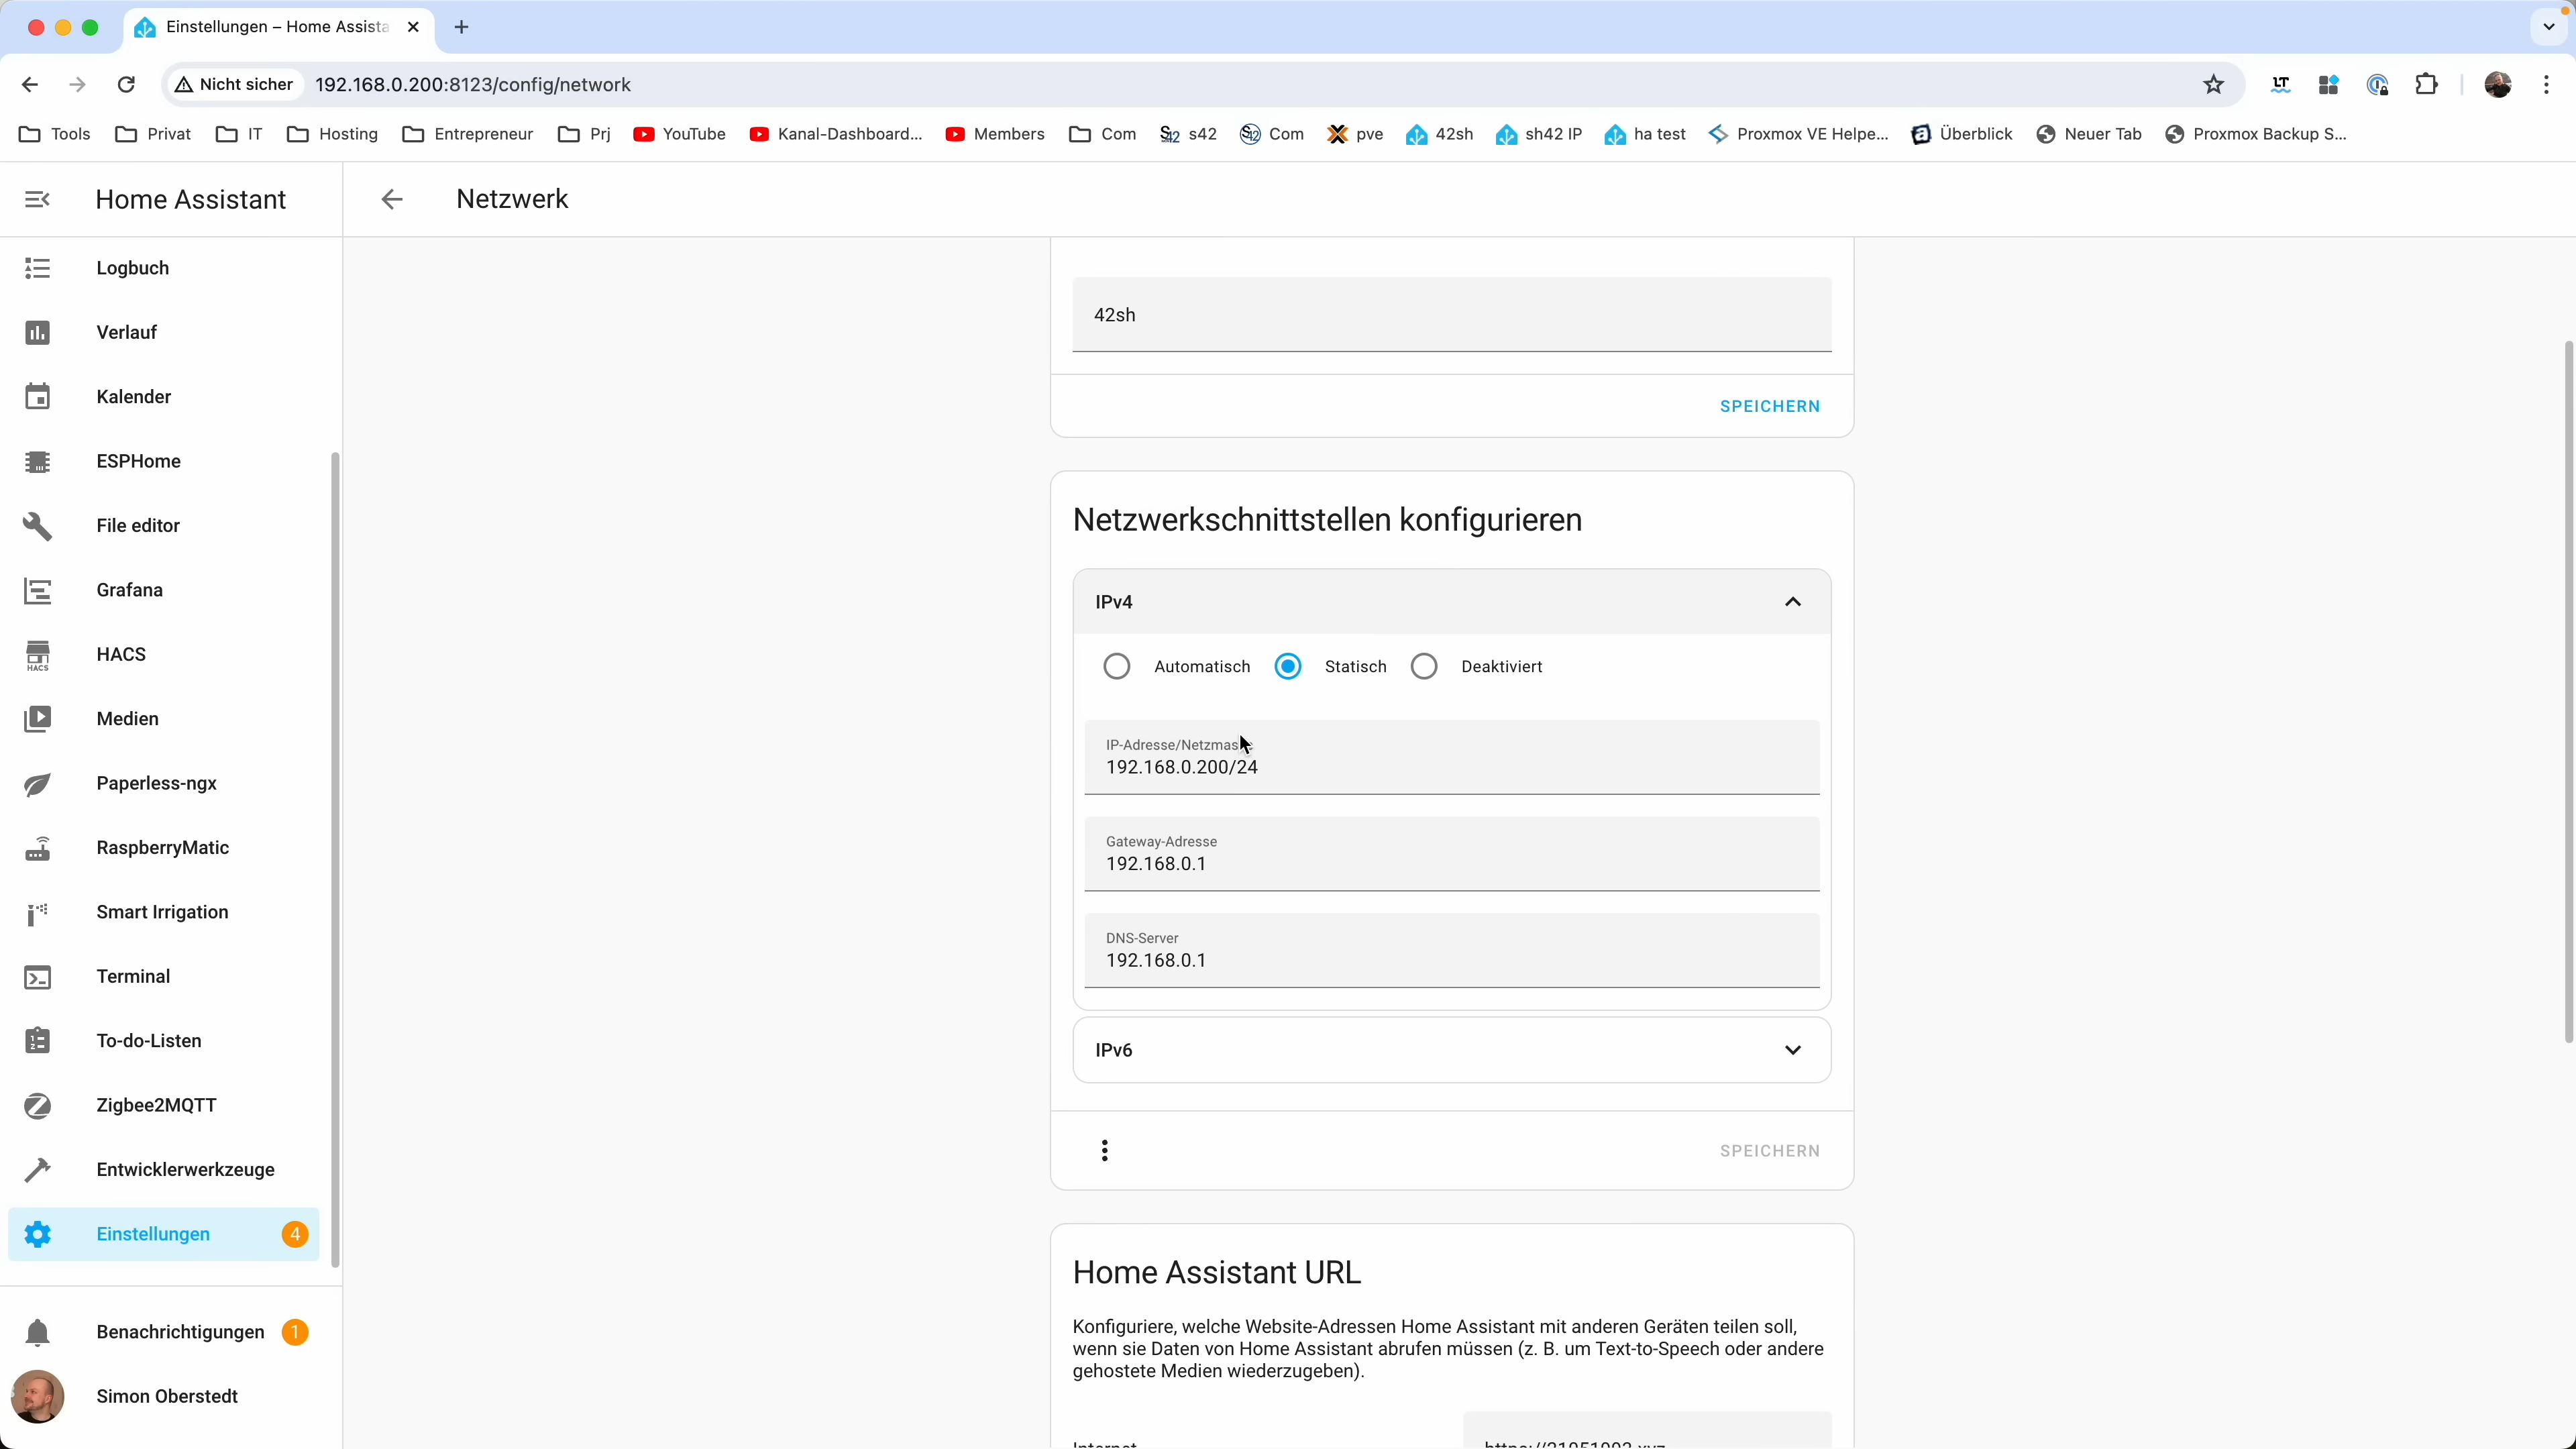 Einstellungen – Home Assista
Nicht sicher
192.168.0.200:8123/config/network
LT
Tools
Privat
IT
Hosting
Entrepreneur
Prj
YouTube
Kanal-Dashboard...
Members
Com
s42
Com
pve
42sh
sh42 IP
ha test
Proxmox VE Helpe...
Überblick
Neuer Tab
Proxmox Backup S...
Home Assistant
Netzwerk
Logbuch
Verlauf
Kalender
ESPHome
File editor
Grafana
HACS
HACS
Medien
Paperless-ngx
RaspberryMatic
Smart Irrigation
Terminal
To-do-Listen
Zigbee2MQTT
Entwicklerwerkzeuge
Einstellungen
4
Benachrichtigungen
1
Simon Oberstedt
42sh
SPEICHERN
Netzwerkschnittstellen konfigurieren
IPv4
Automatisch
Statisch
Deaktiviert
IP-Adresse/Netzmas
192.168.0.200/24
Gateway-Adresse
192.168.0.1
DNS-Server
192.168.0.1
IPv6
SPEICHERN
Home Assistant URL
Konfiguriere, welche Website-Adressen Home Assistant mit anderen Geräten teilen soll,
wenn sie Daten von Home Assistant abrufen müssen (z. B. um Text-to-Speech oder andere
gehostete Medien wiederzugeben).
Internet